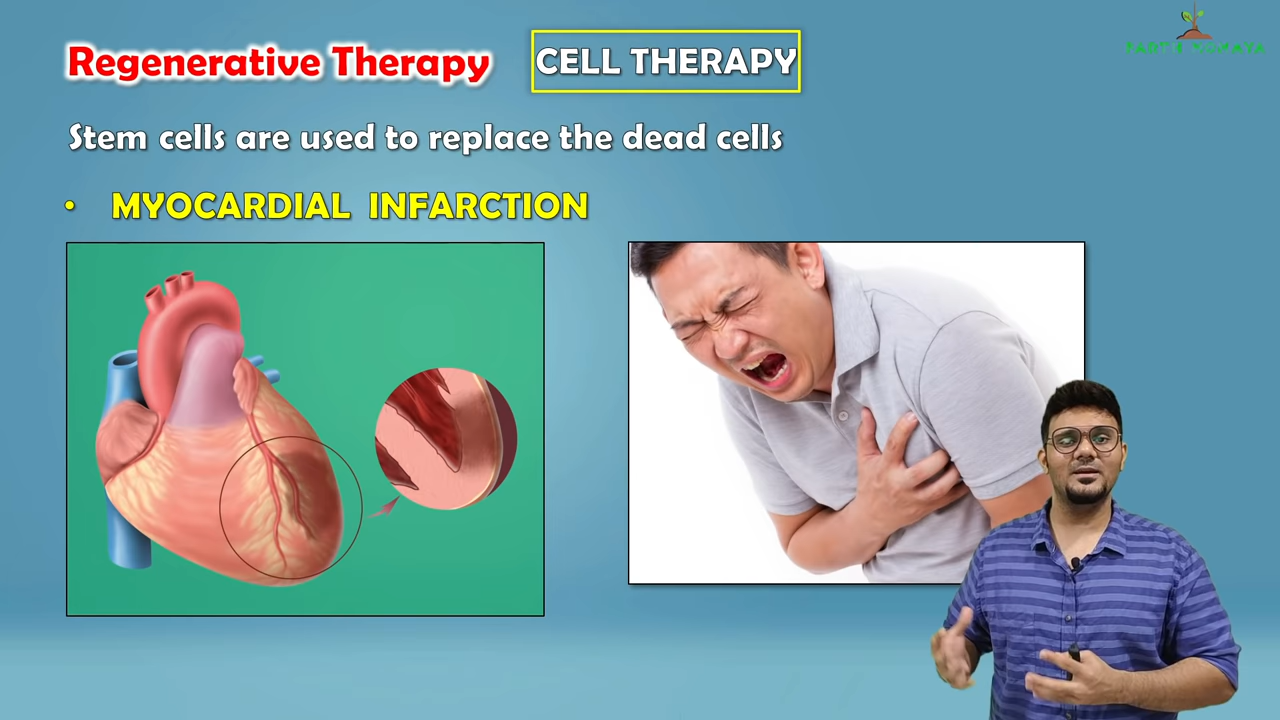 Regenerative Therapy
CELL THERAPY
Stem cells are used to replace the dead cells
• MYOCARDIAL INFARCTION